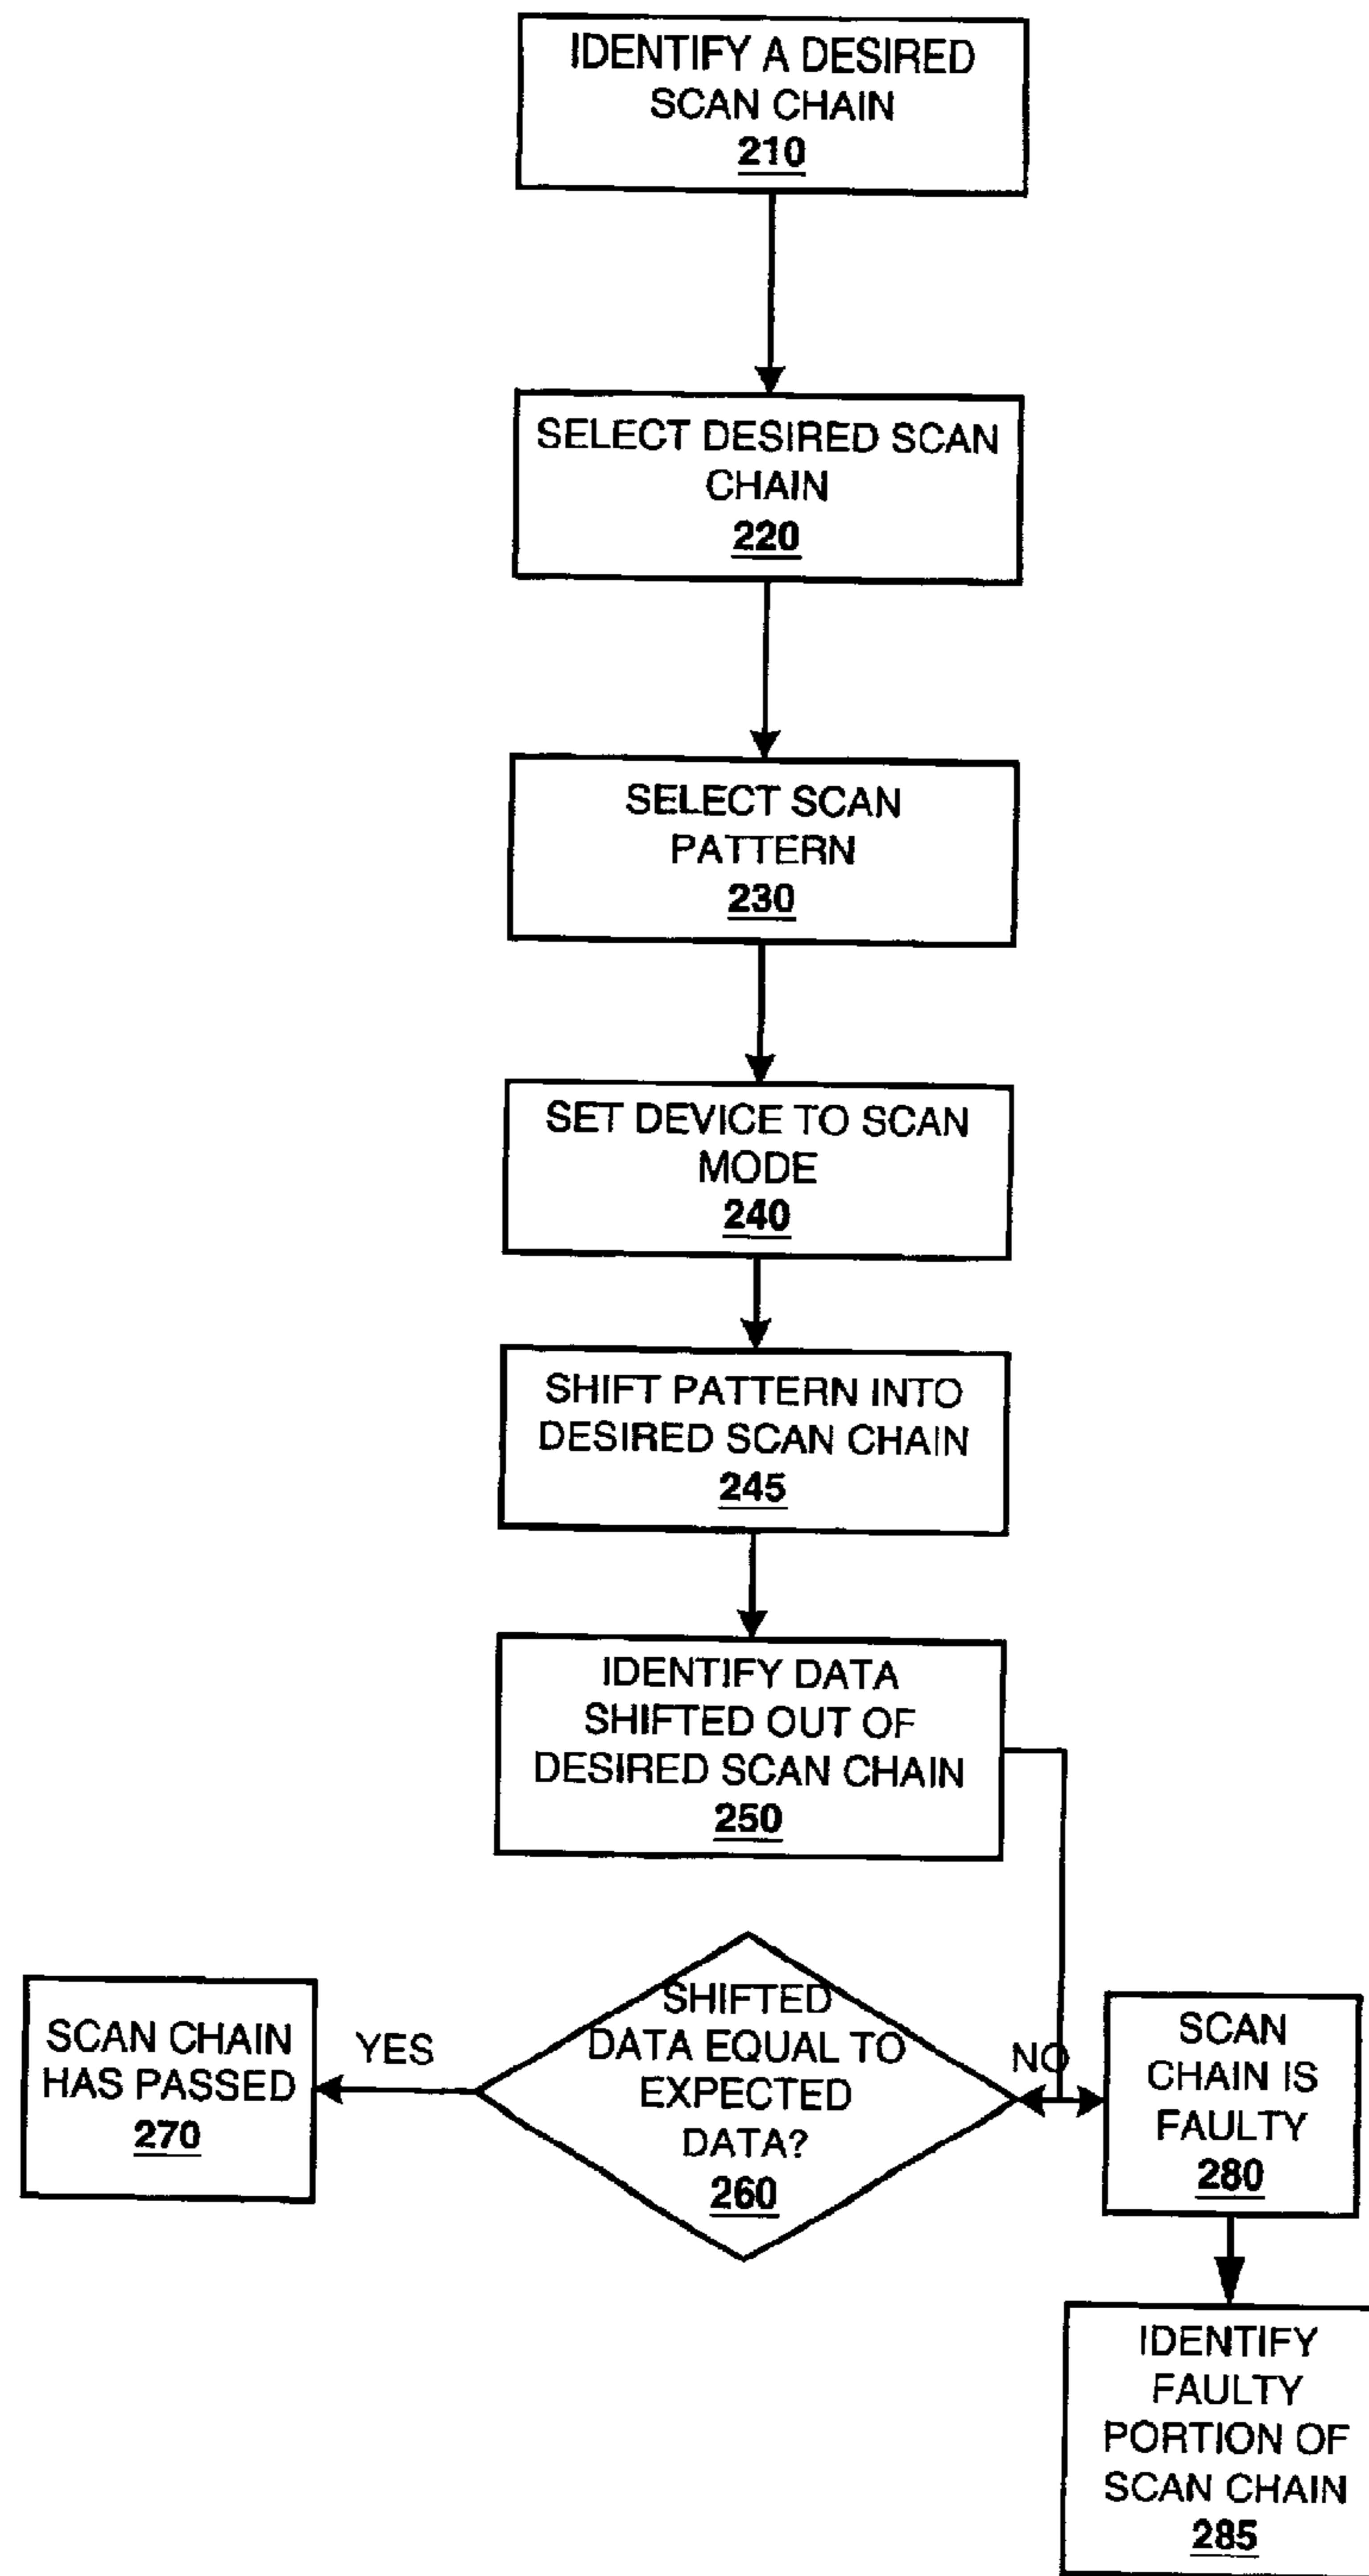 IDENTIFY A DESIRED
SCAN CHAIN
210
SELECT DESIRED SCAN
CHAIN
220
SELECT SCAN
PATTERN
230
SET DEVICE TO SCAN
MODE
240
SHIFT PATTERN INTO
DESIRED SCAN CHAIN
245
IDENTIFY DATA
SHIFTED OUT OF
DESIRED SCAN CHAIN
250
SCAN CHAIN
HAS PASSED
270
YES
SHIFTED
DATA EQUAL TO
EXPECTED
DATA?
260
NO
SCAN
CHAIN IS
FAULTY
280
IDENTIFY
FAULTY
PORTION OF
SCAN CHAIN
285